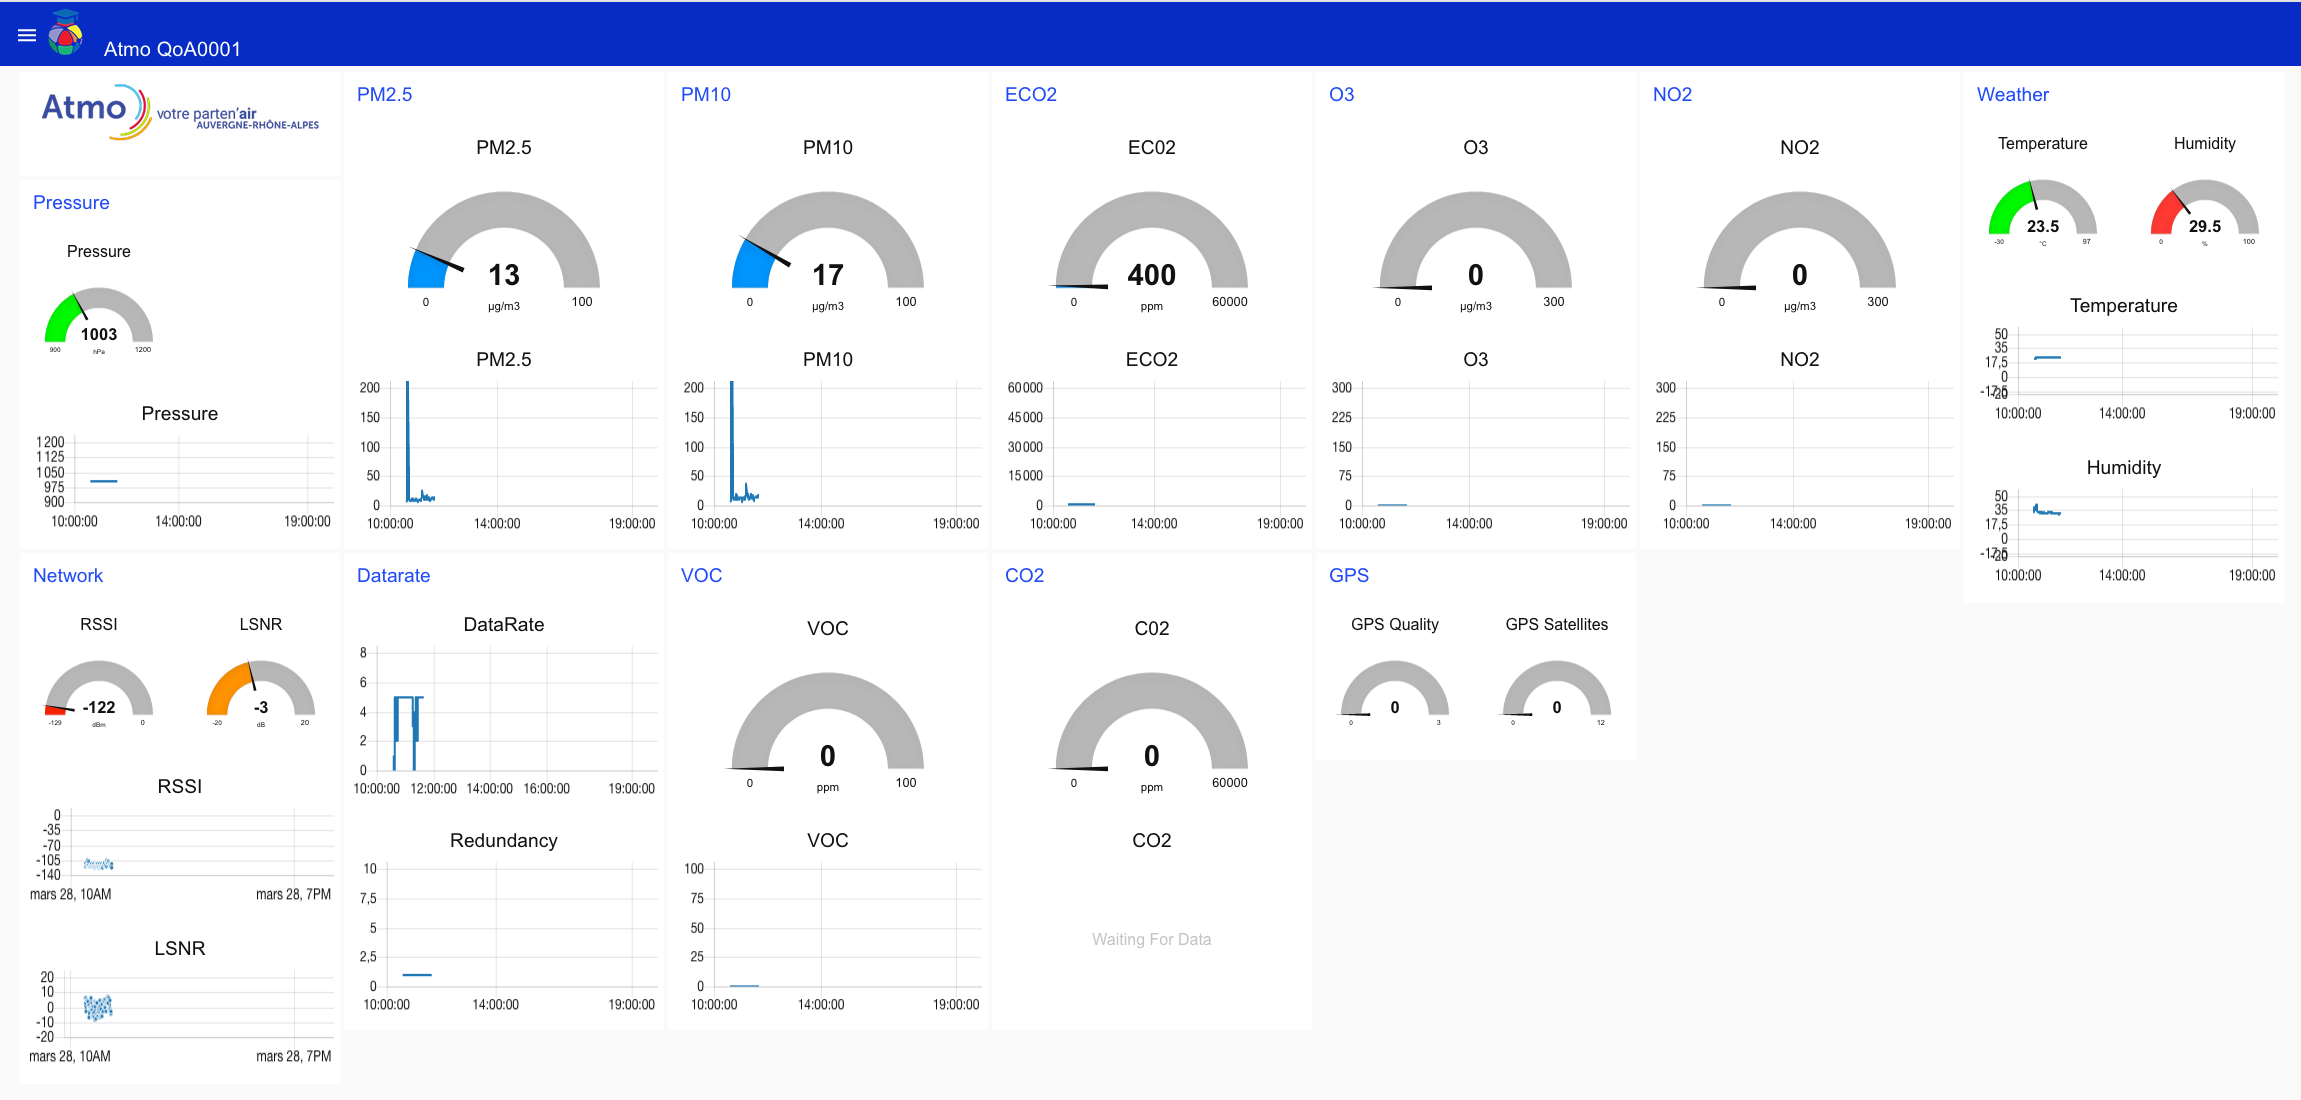 Atmo QoA0001
Atmo votre parten'air
AUVERGNE-RHÔNE-ALPES
Pressure
Pressure
1003
900 hPa 1200
Pressure
1200
1125
1050
975
900
10:00:00 14:00:00 19:00:00
PM2.5
PM2.5
13
0 µg/m3 100
PM2.5
200
150
100
50
0
10:00:00 14:00:00 19:00:00
PM10
PM10
17
0 µg/m3 100
PM10
200
150
100
50
0
10:00:00 14:00:00 19:00:00
ECO2
EC02
400
0 ppm 60000
ECO2
60000
45000
30000
15000
0
10:00:00 14:00:00 19:00:00
O3
O3
0
0 µg/m3 300
O3
300
225
150
75
0
10:00:00 14:00:00 19:00:00
NO2
NO2
0
0 µg/m3 300
NO2
300
225
150
75
0
10:00:00 14:00:00 19:00:00
Weather
Temperature Humidity
23.5 29.5
-30 °C 97 0 % 100
Temperature
50
35
17,5
0
-17,5
-20
10:00:00 14:00:00 19:00:00
Humidity
50
35
17,5
0
-17,5
-20
10:00:00 14:00:00 19:00:00
Network
RSSI LSNR
-122 -3
-129 dBm 0 -20 dB 20
RSSI
0
-35
-70
-105
-140
mars 28, 10AM mars 28, 7PM
LSNR
20
10
0
-10
-20
mars 28, 10AM mars 28, 7PM
Datarate
DataRate
8
6
4
2
0
10:00:00 12:00:00 14:00:00 16:00:00 19:00:00
Redundancy
10
7,5
5
2,5
0
10:00:00 14:00:00 19:00:00
VOC
VOC
0
0 ppm 100
VOC
100
75
50
25
0
10:00:00 14:00:00 19:00:00
CO2
C02
0
0 ppm 60000
CO2
Waiting For Data
GPS
GPS Quality GPS Satellites
0 0
0 3 0 12